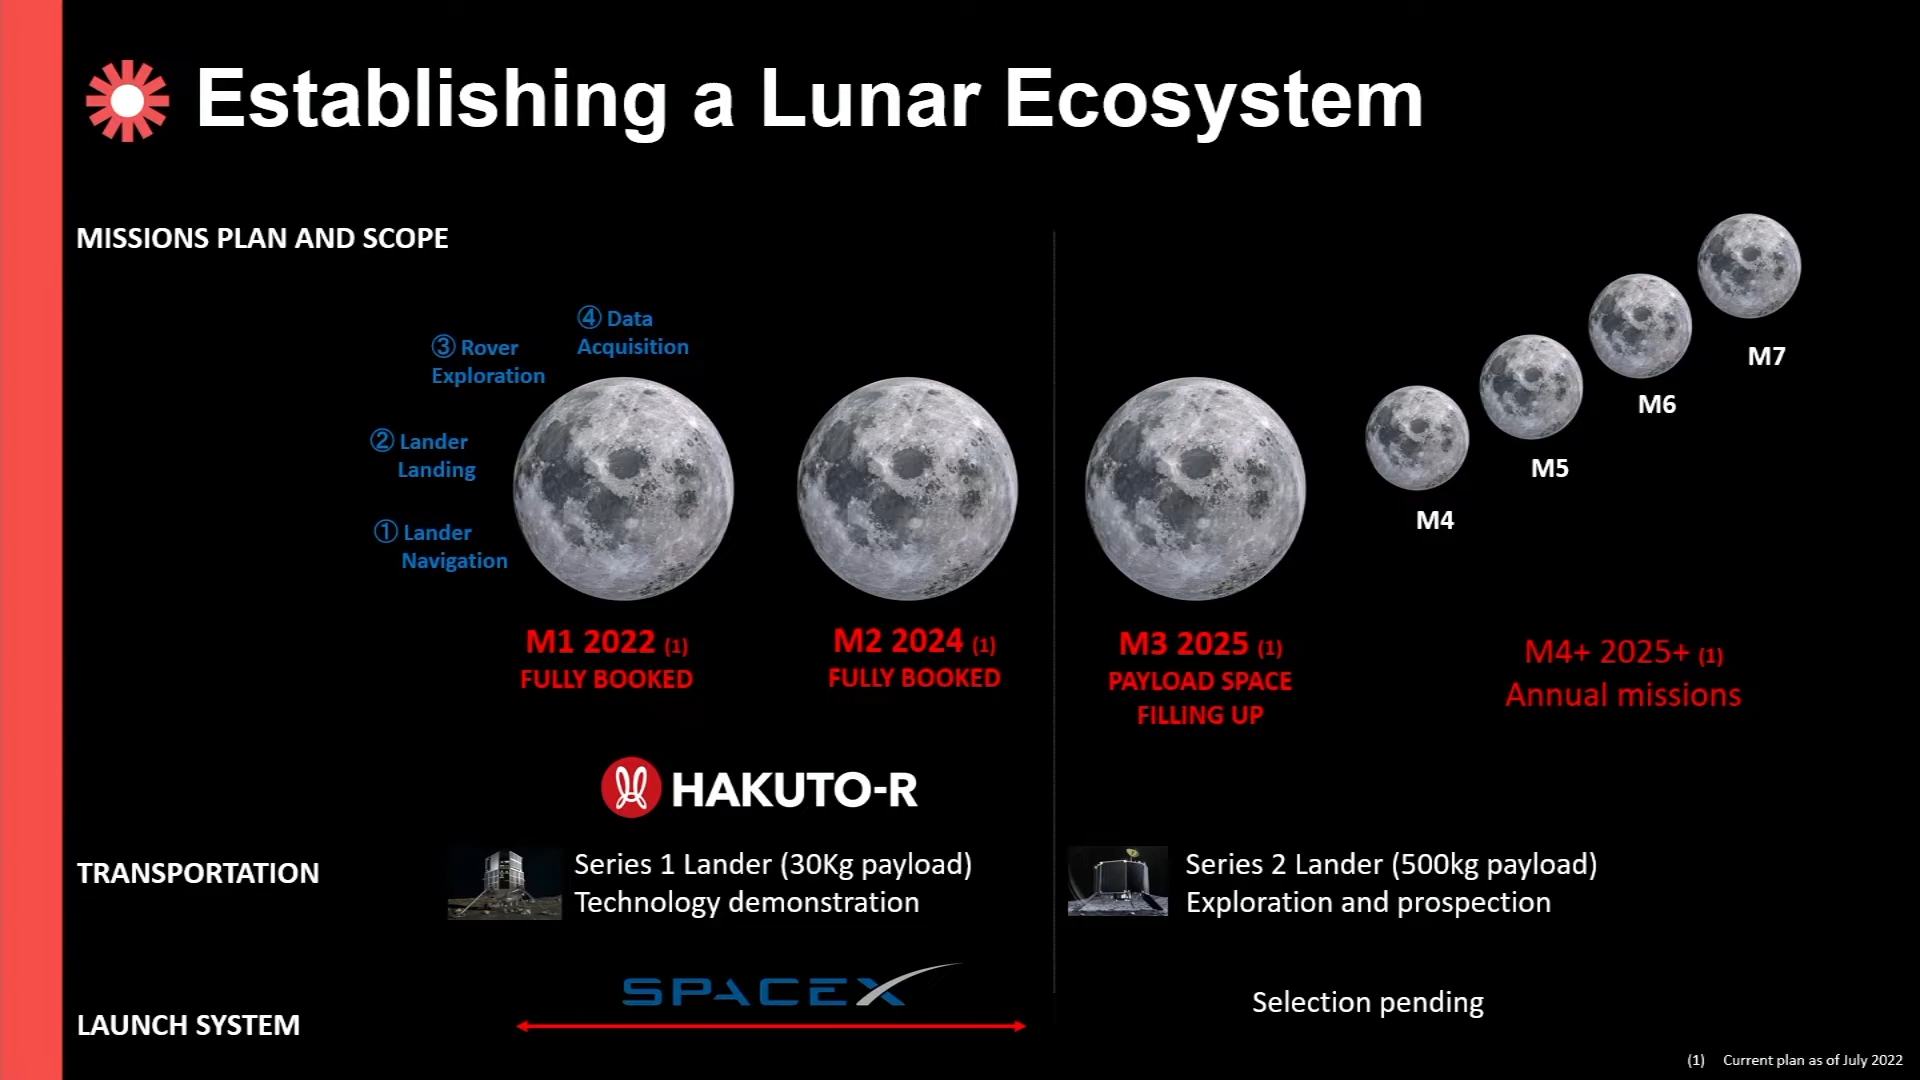 Establishing a Lunar Ecosystem
MISSIONS PLAN AND SCOPE
④ Data
Acquisition
③ Rover
Exploration
② Lander
Landing
① Lander
Navigation
M4
M5
M6
M7
M1 2022 (1)
FULLY BOOKED
M2 2024 (1)
FULLY BOOKED
M3 2025 (1)
PAYLOAD SPACE
FILLING UP
M4+ 2025+ (1)
Annual missions
HAKUTO-R
TRANSPORTATION
Series 1 Lander (30Kg payload)
Technology demonstration
Series 2 Lander (500kg payload)
Exploration and prospection
LAUNCH SYSTEM
SPACEX
Selection pending
(1) Current plan as of July 2022